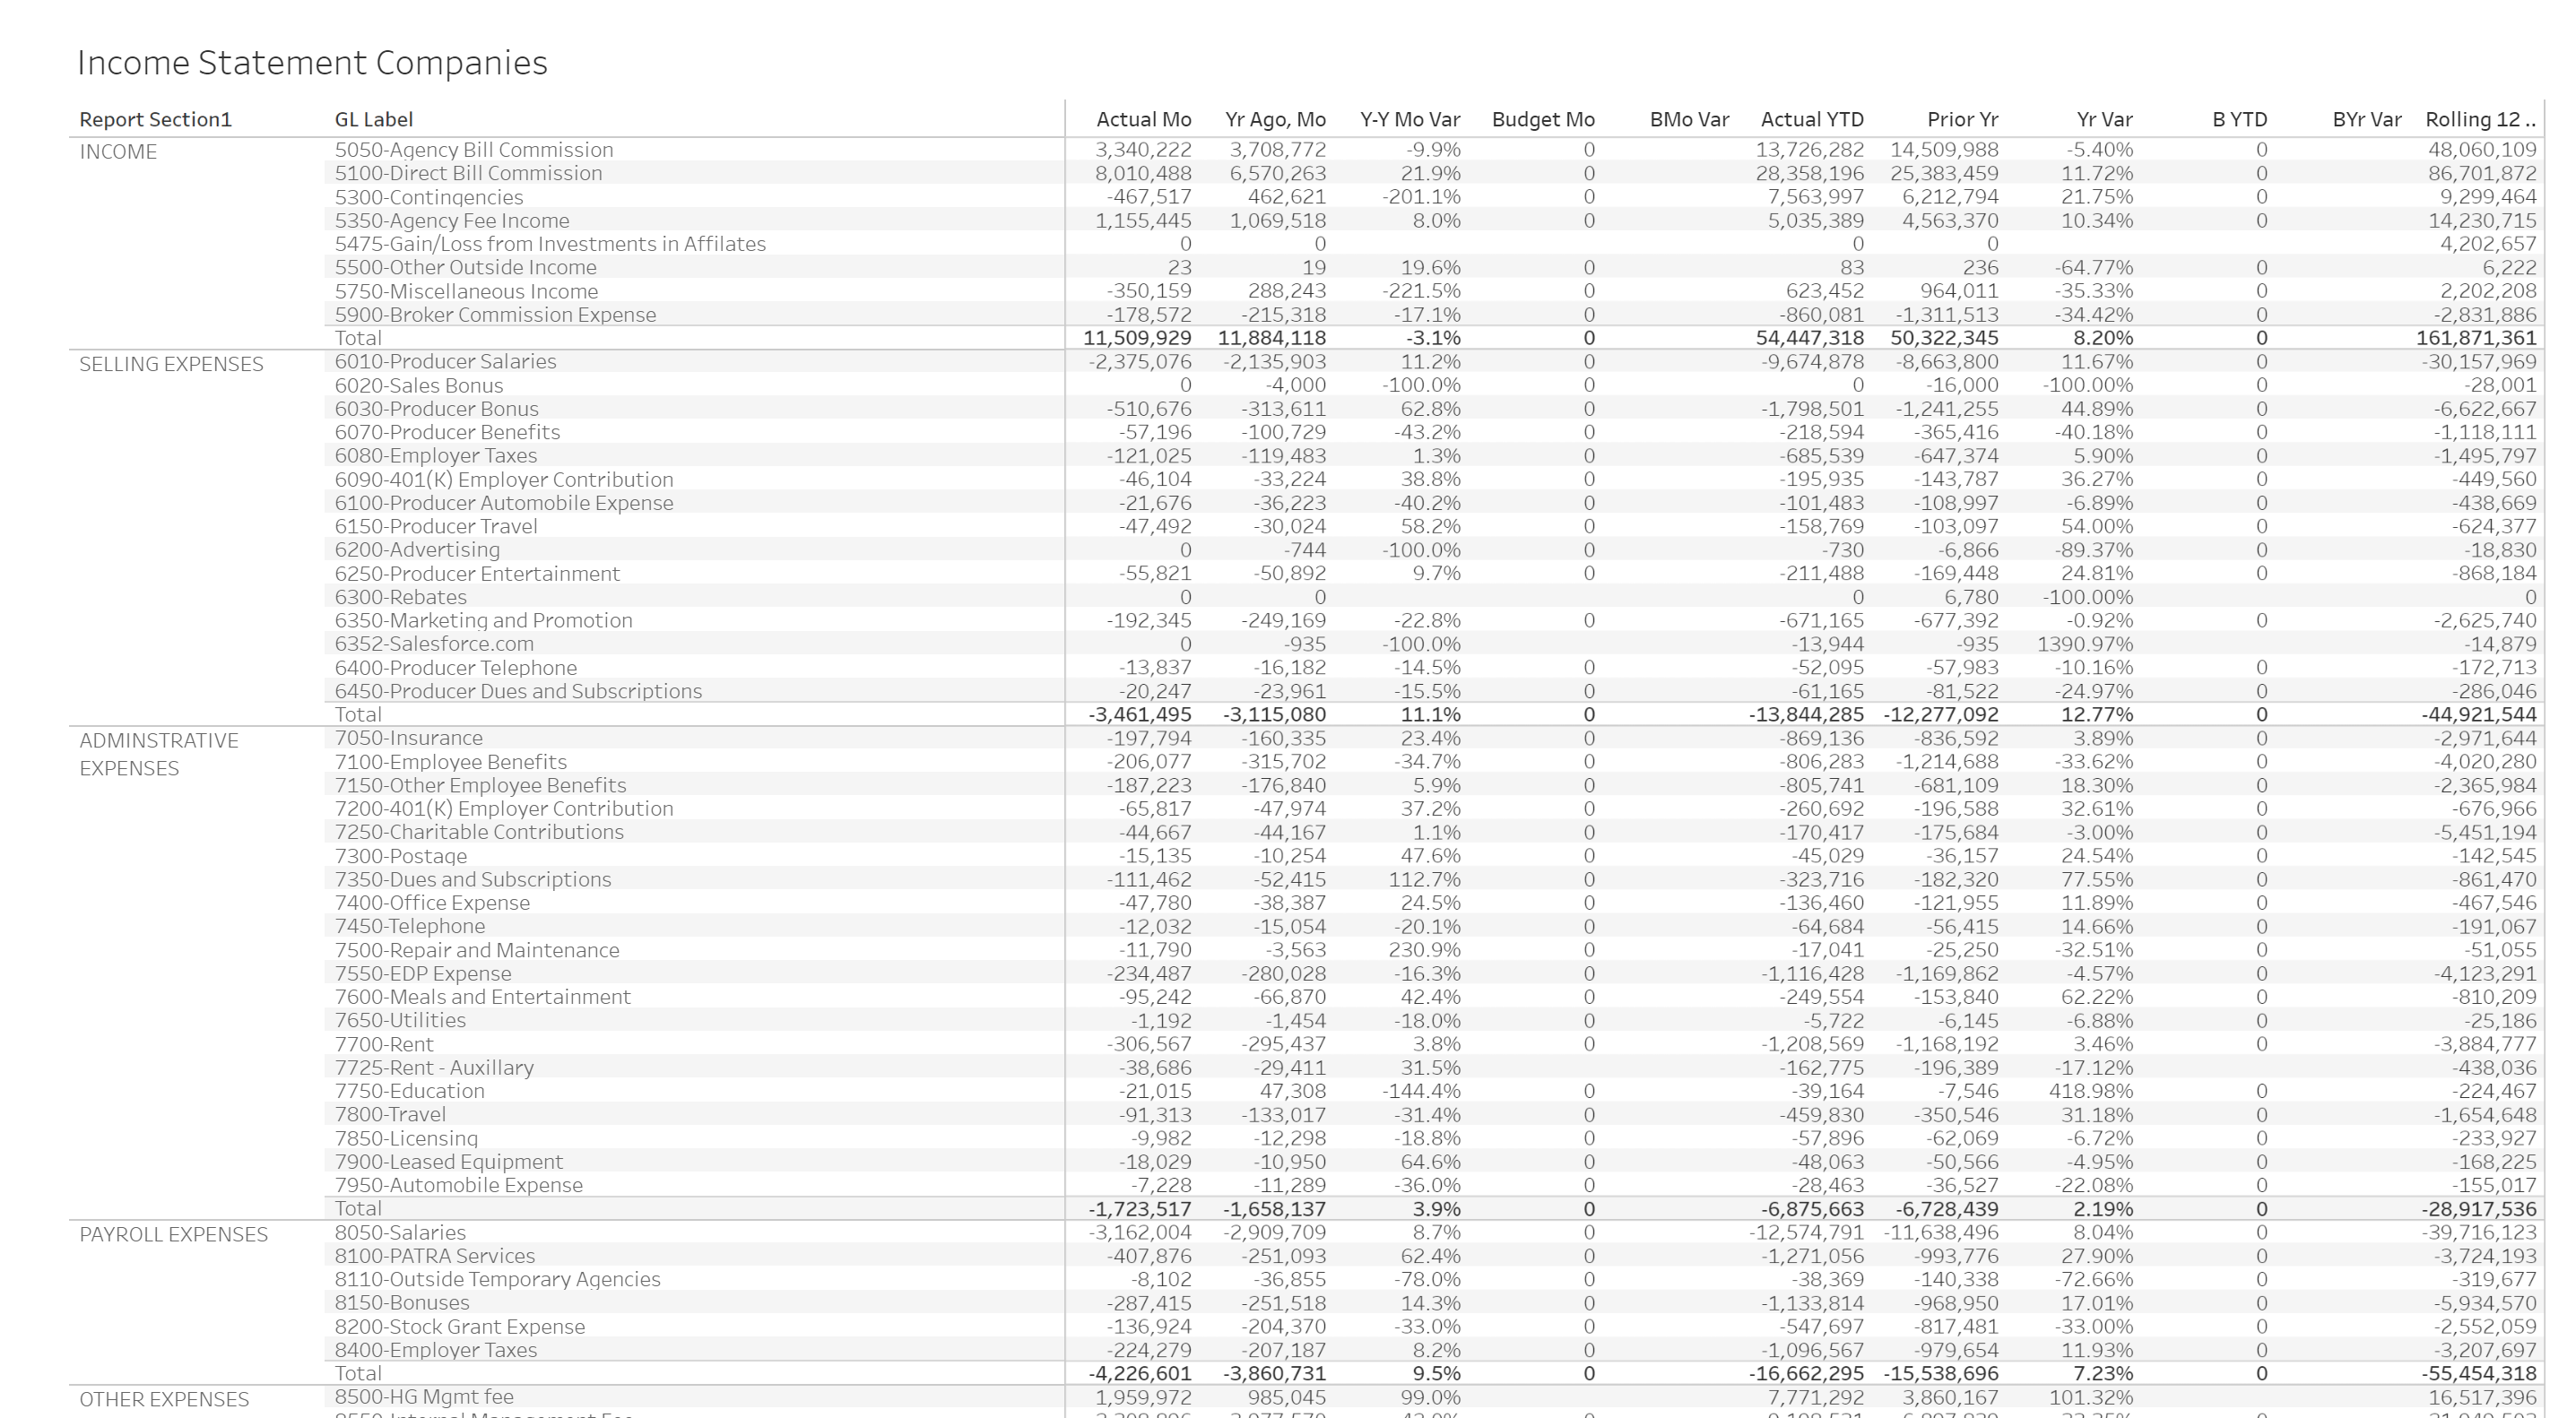 Income Statement Companies
Report Section1 GL Label Actual Mo Yr Ago, Mo Y-Y Mo Var Budget Mo BMo Var Actual YTD Prior Yr Yr Var B YTD BYr Var Rolling 12 ..
INCOME 5050-Agency Bill Commission 3,340,222 3,708,772 -9.9% 0 13,726,282 14,509,988 -5.40% 0 48,060,109
5100-Direct Bill Commission 8,010,488 6,570,263 21.9% 0 28,358,196 25,383,459 11.72% 0 86,701,872
5300-Contingencies -467,517 462,621 -201.1% 0 7,563,997 6,212,794 21.75% 0 9,299,464
5350-Agency Fee Income 1,155,445 1,069,518 8.0% 0 5,035,389 4,563,370 10.34% 0 14,230,715
5475-Gain/Loss from Investments in Affilates 0 0 0 0 4,202,657
5500-Other Outside Income 23 19 19.6% 0 83 236 -64.77% 0 6,222
5750-Miscellaneous Income -350,159 288,243 -221.5% 0 623,452 964,011 -35.33% 0 2,202,208
5900-Broker Commission Expense -178,572 -215,318 -17.1% 0 -860,081 -1,311,513 -34.42% 0 -2,831,886
Total 11,509,929 11,884,118 -3.1% 0 54,447,318 50,322,345 8.20% 0 161,871,361
SELLING EXPENSES 6010-Producer Salaries -2,375,076 -2,135,903 11.2% 0 -9,674,878 -8,663,800 11.67% 0 -30,157,969
6020-Sales Bonus 0 -4,000 -100.0% 0 0 -16,000 -100.00% 0 -28,001
6030-Producer Bonus -510,676 -313,611 62.8% 0 -1,798,501 -1,241,255 44.89% 0 -6,622,667
6070-Producer Benefits -57,196 -100,729 -43.2% 0 -218,594 -365,416 -40.18% 0 -1,118,111
6080-Employer Taxes -121,025 -119,483 1.3% 0 -685,539 -647,374 5.90% 0 -1,495,797
6090-401(K) Employer Contribution -46,104 -33,224 38.8% 0 -195,935 -143,787 36.27% 0 -449,560
6100-Producer Automobile Expense -21,676 -36,223 -40.2% 0 -101,483 -108,997 -6.89% 0 -438,669
6150-Producer Travel -47,492 -30,024 58.2% 0 -158,769 -103,097 54.00% 0 -624,377
6200-Advertising 0 -744 -100.0% 0 -730 -6,866 -89.37% 0 -18,830
6250-Producer Entertainment -55,821 -50,892 9.7% 0 -211,488 -169,448 24.81% 0 -868,184
6300-Rebates 0 0 0 6,780 -100.00% 0
6350-Marketing and Promotion -192,345 -249,169 -22.8% 0 -671,165 -677,392 -0.92% 0 -2,625,740
6352-Salesforce.com 0 -935 -100.0% -13,944 -935 1390.97% -14,879
6400-Producer Telephone -13,837 -16,182 -14.5% 0 -52,095 -57,983 -10.16% 0 -172,713
6450-Producer Dues and Subscriptions -20,247 -23,961 -15.5% 0 -61,165 -81,522 -24.97% 0 -286,046
Total -3,461,495 -3,115,080 11.1% 0 -13,844,285 -12,277,092 12.77% 0 -44,921,544
ADMINSTRATIVE 7050-Insurance -197,794 -160,335 23.4% 0 -869,136 -836,592 3.89% 0 -2,971,644
EXPENSES 7100-Employee Benefits -206,077 -315,702 -34.7% 0 -806,283 -1,214,688 -33.62% 0 -4,020,280
7150-Other Employee Benefits -187,223 -176,840 5.9% 0 -805,741 -681,109 18.30% 0 -2,365,984
7200-401(K) Employer Contribution -65,817 -47,974 37.2% 0 -260,692 -196,588 32.61% 0 -676,966
7250-Charitable Contributions -44,667 -44,167 1.1% 0 -170,417 -175,684 -3.00% 0 -5,451,194
7300-Postage -15,135 -10,254 47.6% 0 -45,029 -36,157 24.54% 0 -142,545
7350-Dues and Subscriptions -111,462 -52,415 112.7% 0 -323,716 -182,320 77.55% 0 -861,470
7400-Office Expense -47,780 -38,387 24.5% 0 -136,460 -121,955 11.89% 0 -467,546
7450-Telephone -12,032 -15,054 -20.1% 0 -64,684 -56,415 14.66% 0 -191,067
7500-Repair and Maintenance -11,790 -3,563 230.9% 0 -17,041 -25,250 -32.51% 0 -51,055
7550-EDP Expense -234,487 -280,028 -16.3% 0 -1,116,428 -1,169,862 -4.57% 0 -4,123,291
7600-Meals and Entertainment -95,242 -66,870 42.4% 0 -249,554 -153,840 62.22% 0 -810,209
7650-Utilities -1,192 -1,454 -18.0% 0 -5,722 -6,145 -6.88% 0 -25,186
7700-Rent -306,567 -295,437 3.8% 0 -1,208,569 -1,168,192 3.46% 0 -3,884,777
7725-Rent - Auxillary -38,686 -29,411 31.5% -162,775 -196,389 -17.12% -438,036
7750-Education -21,015 47,308 -144.4% 0 -39,164 -7,546 418.98% 0 -224,467
7800-Travel -91,313 -133,017 -31.4% 0 -459,830 -350,546 31.18% 0 -1,654,648
7850-Licensing -9,982 -12,298 -18.8% 0 -57,896 -62,069 -6.72% 0 -233,927
7900-Leased Equipment -18,029 -10,950 64.6% 0 -48,063 -50,566 -4.95% 0 -168,225
7950-Automobile Expense -7,228 -11,289 -36.0% 0 -28,463 -36,527 -22.08% 0 -155,017
Total -1,723,517 -1,658,137 3.9% 0 -6,875,663 -6,728,439 2.19% 0 -28,917,536
PAYROLL EXPENSES 8050-Salaries -3,162,004 -2,909,709 8.7% 0 -12,574,791 -11,638,496 8.04% 0 -39,716,123
8100-PATRA Services -407,876 -251,093 62.4% 0 -1,271,056 -993,776 27.90% 0 -3,724,193
8110-Outside Temporary Agencies -8,102 -36,855 -78.0% 0 -38,369 -140,338 -72.66% 0 -319,677
8150-Bonuses -287,415 -251,518 14.3% 0 -1,133,814 -968,950 17.01% 0 -5,934,570
8200-Stock Grant Expense -136,924 -204,370 -33.0% 0 -547,697 -817,481 -33.00% 0 -2,552,059
8400-Employer Taxes -224,279 -207,187 8.2% 0 -1,096,567 -979,654 11.93% 0 -3,207,697
Total -4,226,601 -3,860,731 9.5% 0 -16,662,295 -15,538,696 7.23% 0 -55,454,318
OTHER EXPENSES 8500-HG Mgmt fee 1,959,972 985,045 99.0% 7,771,292 3,860,167 101.32% 16,517,396